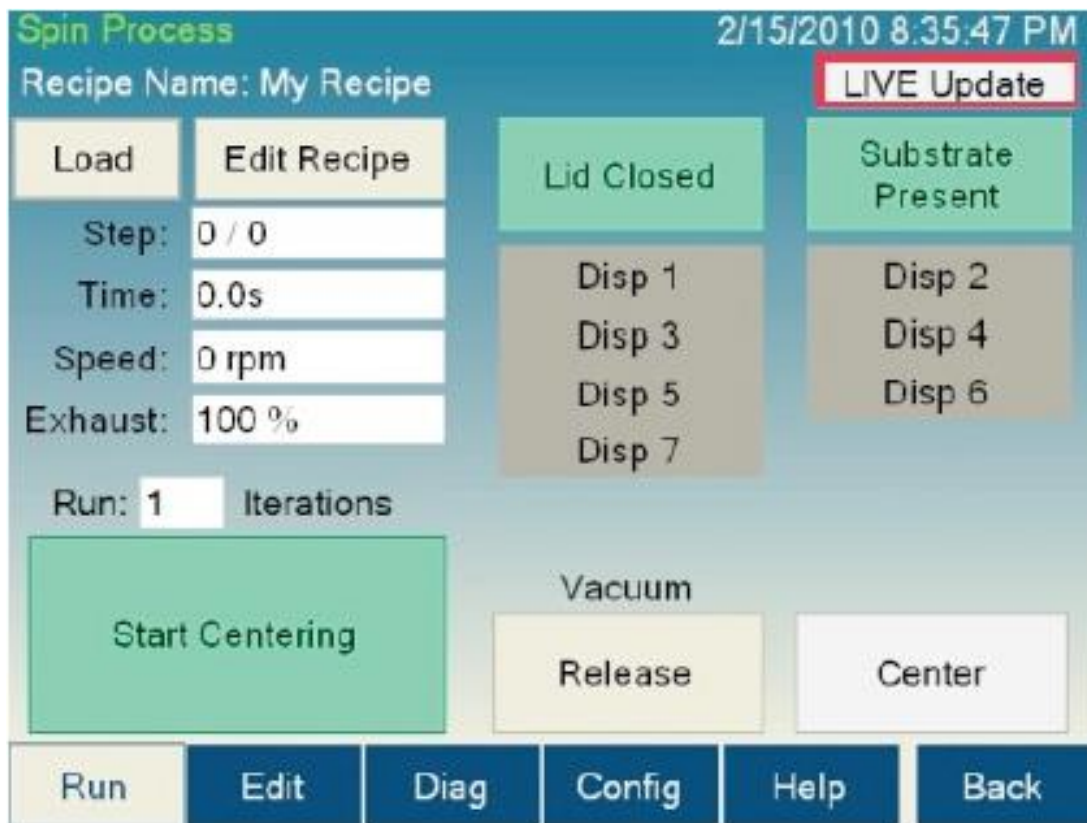 Spin Process
2/15/2010 8:35:47 PM
Recipe Name: My Recipe
LIVE Update
Load
Edit Recipe
Lid Closed
Substrate
Present
Step: 0 / 0
Time: 0.0s
Speed: 0 rpm
Exhaust: 100 %
Disp 1
Disp 2
Disp 3
Disp 4
Disp 5
Disp 6
Disp 7
Run: 1 Iterations
Start Centering
Vacuum
Release
Center
Run
Edit
Diag
Config
Help
Back